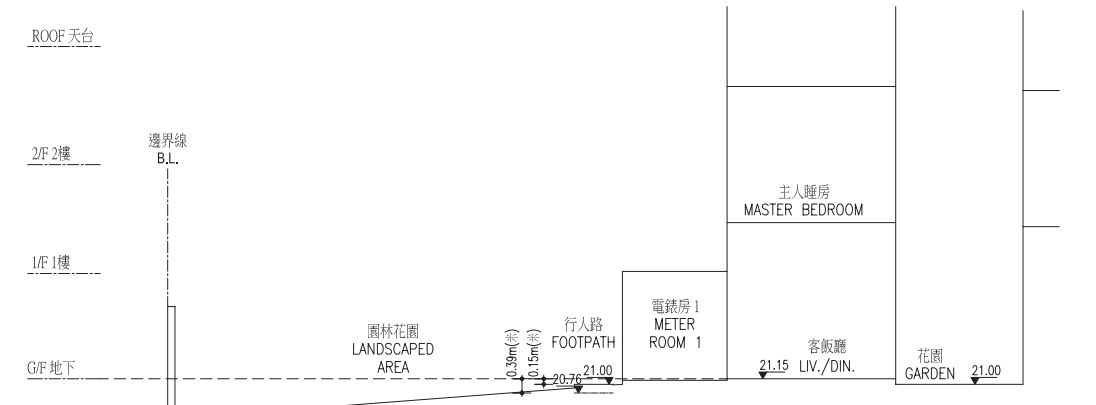 ROOF 天台
邊界線
B.L.
2/F 2樓
主人睡房
MASTER BEDROOM
1/F 1樓
電錶房 1
METER
ROOM 1
園林花園
LANDSCAPED
AREA
0.39m(米)
0.15m(米)
行人路
FOOTPATH
客飯廳
LIV./DIN.
花園
GARDEN
G/F 地下
20.76
21.00
21.15
21.00